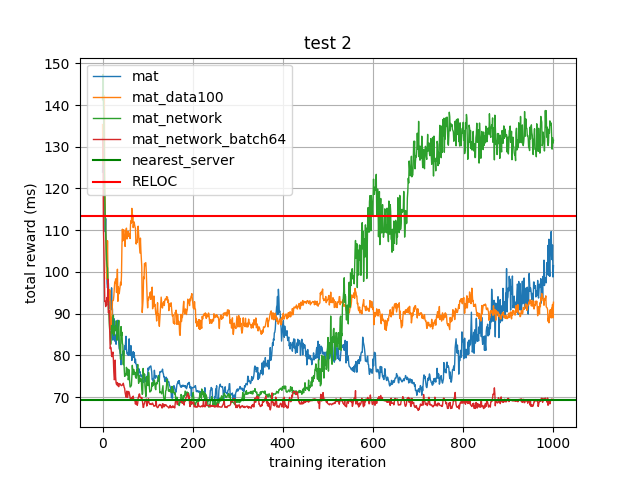 test 2
total reward (ms)
150
140
130
120
110
100
90
80
70
mat
mat_data100
mat_network
mat_network_batch64
nearest_server
RELOC
0
200
400
600
800
1000
training iteration